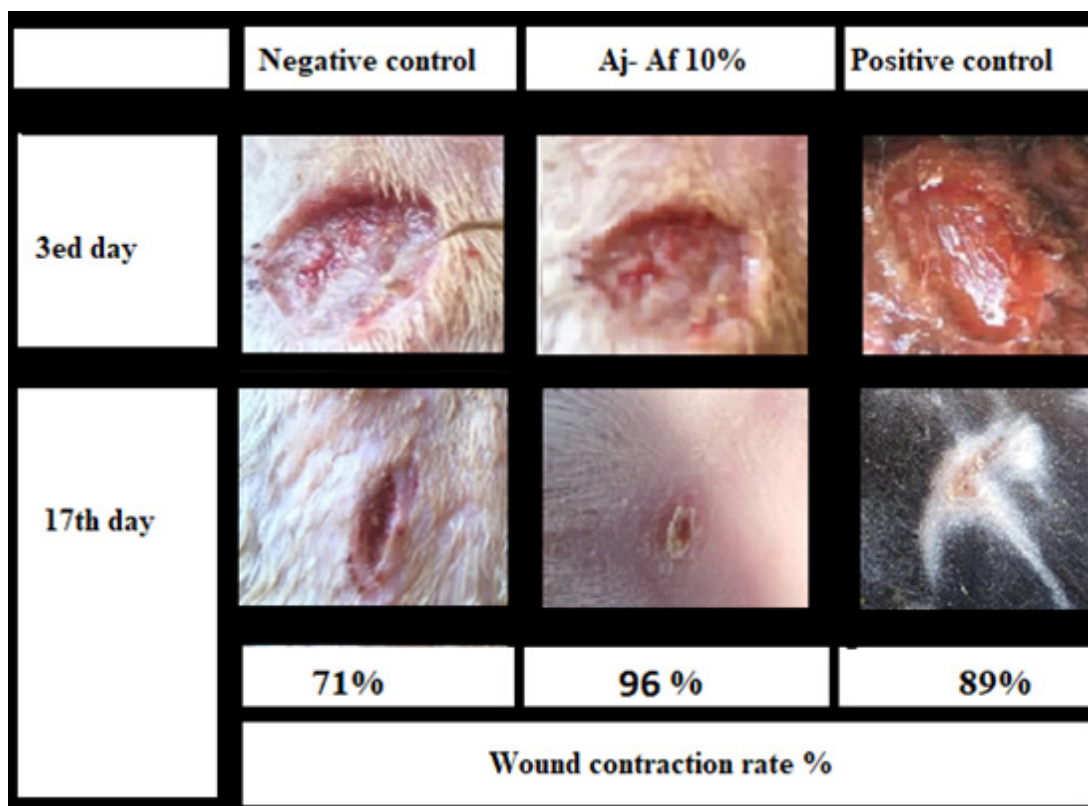 Negative control
Aj- Af 10%
Positive control
3ed day
17th day
71%
96 %
89%
Wound contraction rate %